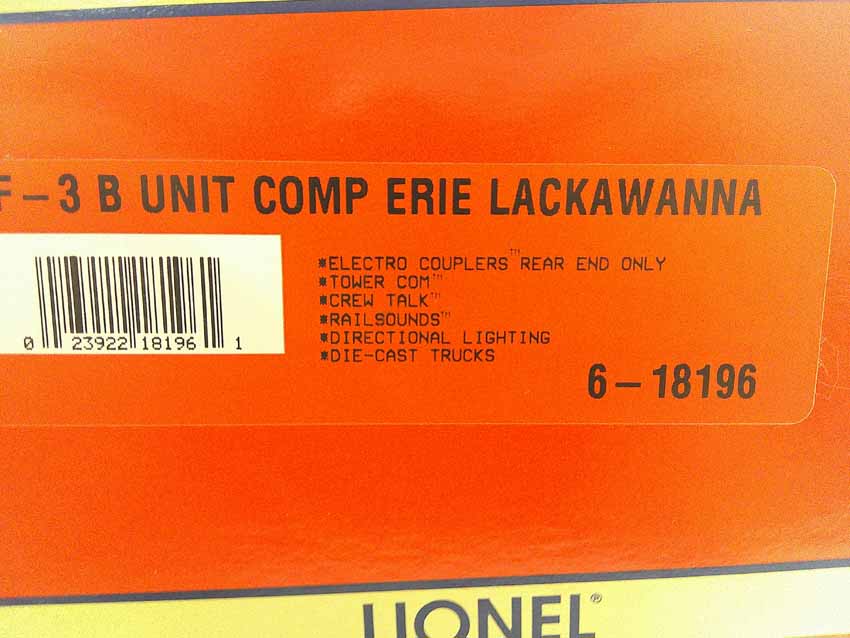 F-3 B UNIT COMP ERIE LACKAWANNA
*ELECTRO COUPLERS™ REAR END ONLY
*TOWER COM™
*CREW TALK™
*RAILSOUNDS™
*DIRECTIONAL LIGHTING
*DIE-CAST TRUCKS
0 23922 18196 1
6-18196
LIONEL®